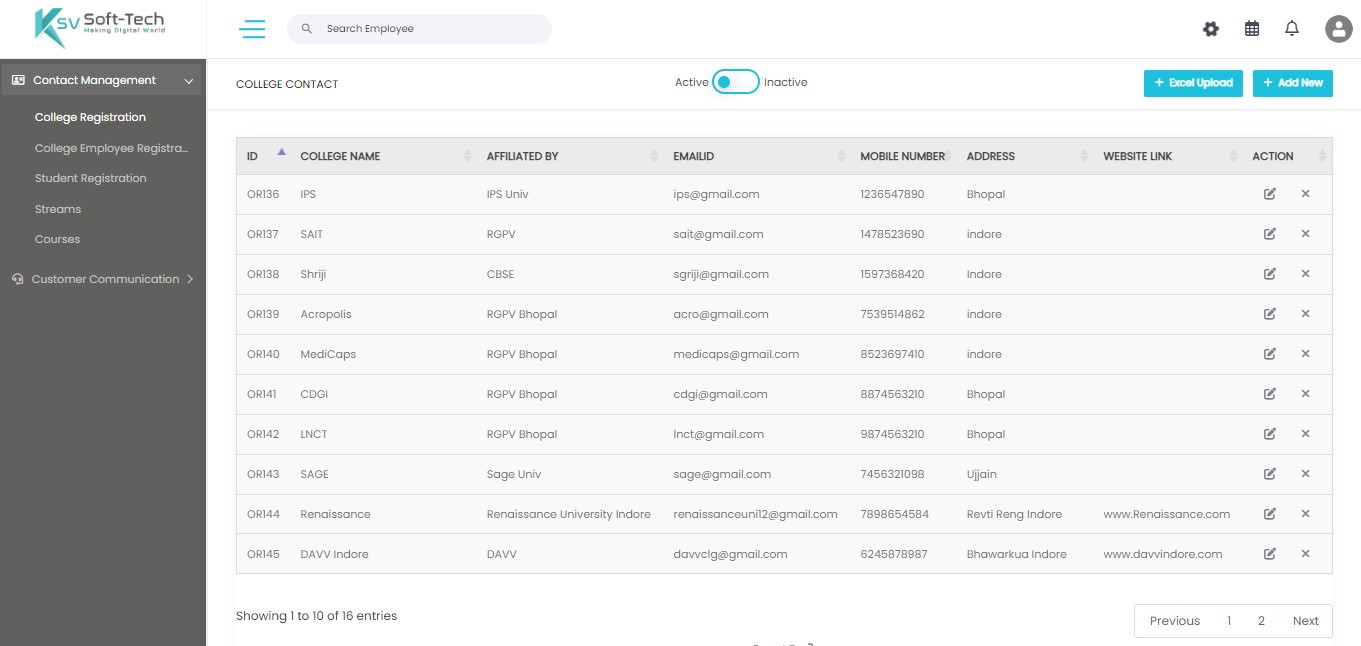 Ksv Soft-Tech
Making Digital World
Search Employee
Contact Management
College Registration
College Employee Registra...
Student Registration
Streams
Courses
Customer Communication
COLLEGE CONTACT
Active Inactive
+ Excel Upload
+ Add New
ID COLLEGE NAME AFFILIATED BY EMAILID MOBILE NUMBER ADDRESS WEBSITE LINK ACTION
OR136 IPS IPS Univ ips@gmail.com 1236547890 Bhopal
OR137 SAIT RGPV sait@gmail.com 1478523690 indore
OR138 Shriji CBSE sgriji@gmail.com 1597368420 Indore
OR139 Acropolis RGPV Bhopal acro@gmail.com 7539514862 indore
OR140 MediCaps RGPV Bhopal medicaps@gmail.com 8523697410 indore
OR141 CDGI RGPV Bhopal cdgi@gmail.com 8874563210 Bhopal
OR142 LNCT RGPV Bhopal lnct@gmail.com 9874563210 Bhopal
OR143 SAGE Sage Univ sage@gmail.com 7456321098 Ujjain
OR144 Renaissance Renaissance University Indore renaissanceuni12@gmail.com 7898654584 Revti Reng Indore www.Renaissance.com
OR145 DAVV Indore DAVV davvclg@gmail.com 6245878987 Bhawarkua Indore www.davvindore.com
Showing 1 to 10 of 16 entries
Previous 1 2 Next